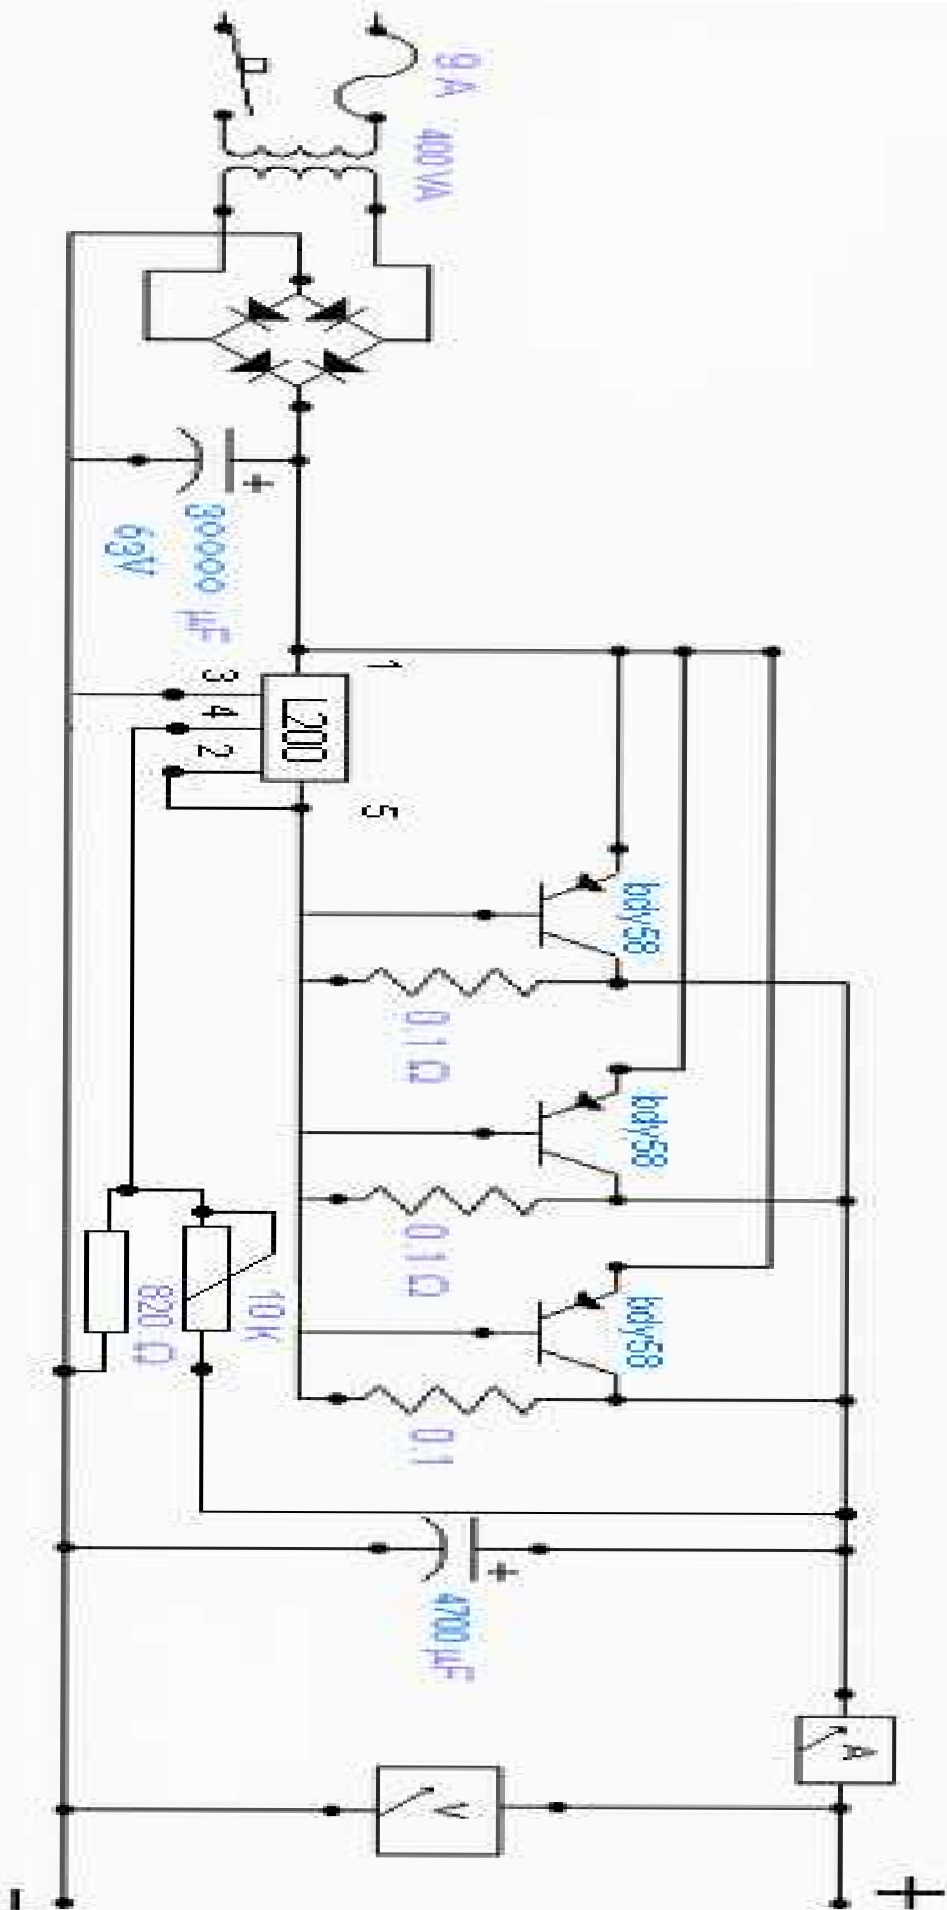 9A
400VA
+
30000 µF
63V
1
3
4
2
L200
5
bdy58
0.1 Ω
bdy58
0.1 Ω
bdy58
0.1
10k
820 Ω
+
4700 µF
A
V
-
+